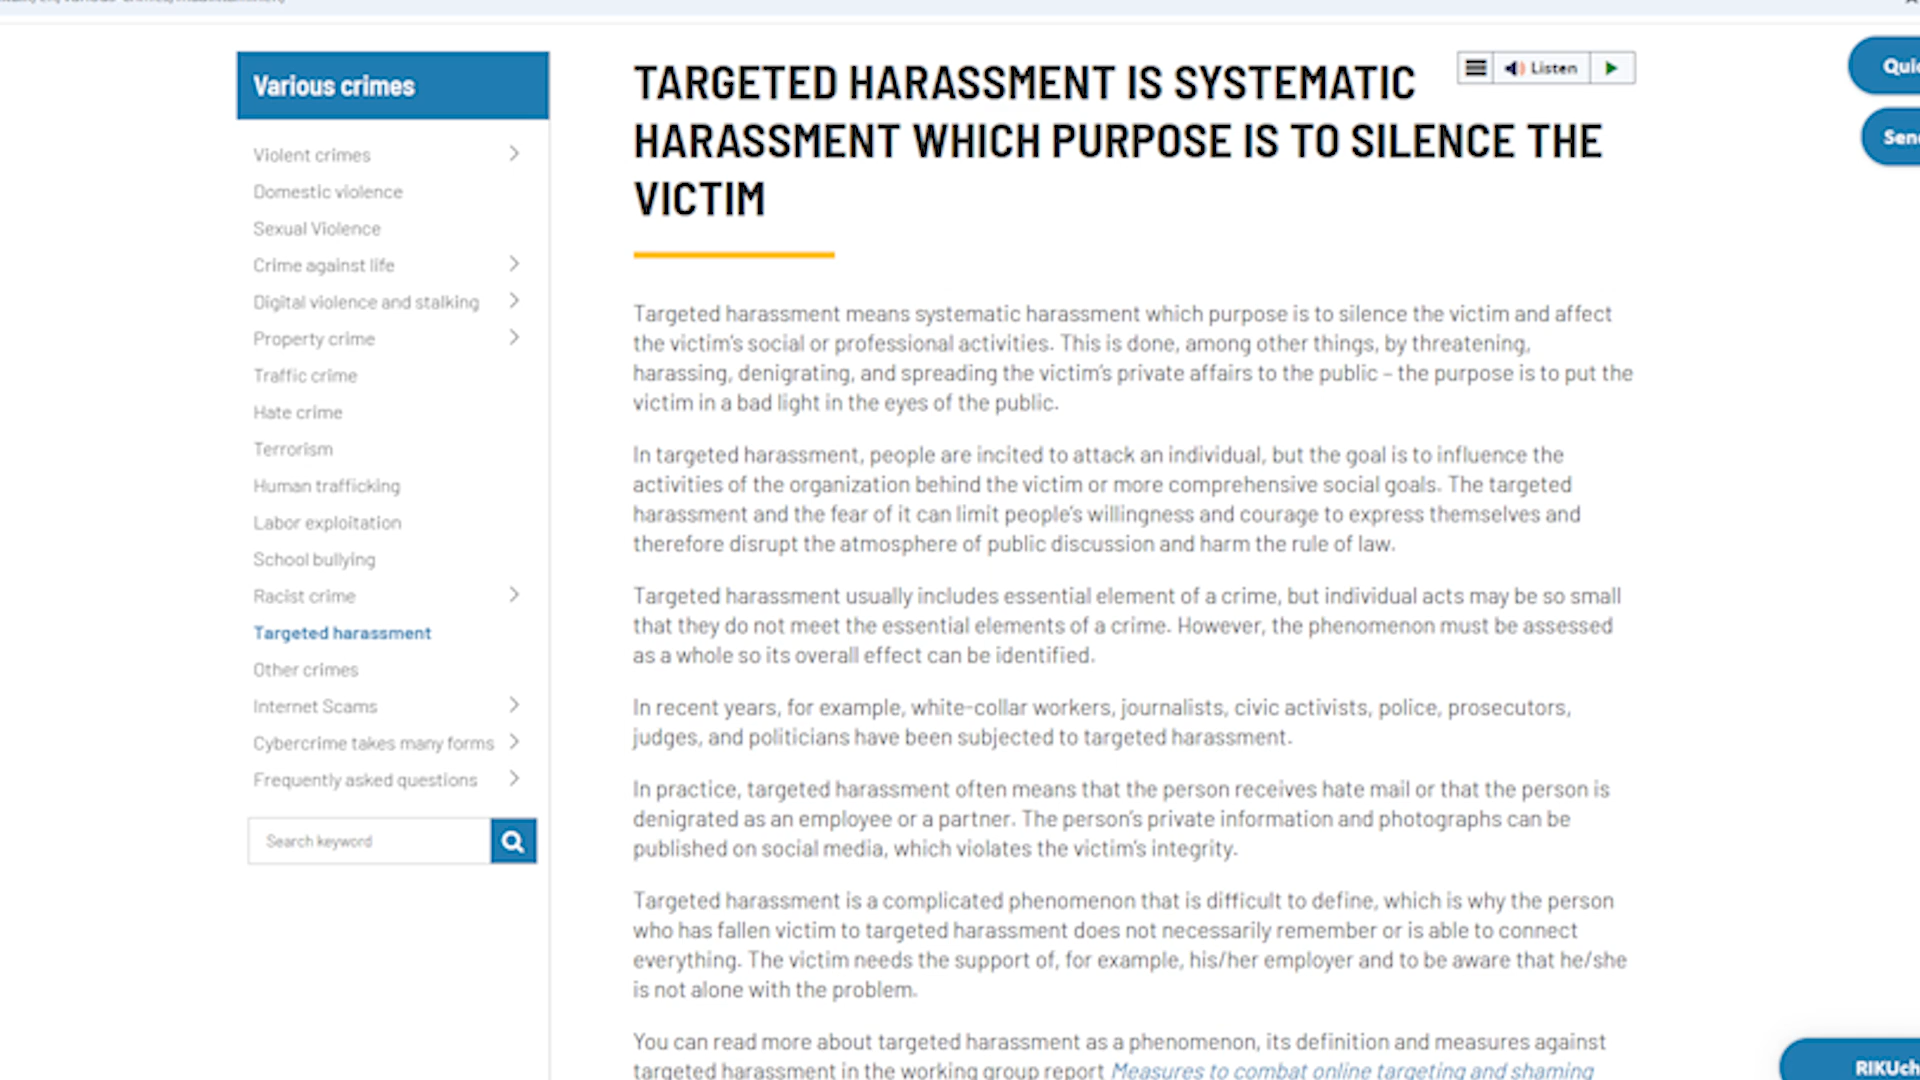 Various crimes
Violent crimes
Domestic violence
Sexual Violence
Crime against life
Digital violence and stalking
Property crime
Traffic crime
Hate crime
Terrorism
Human trafficking
Labor exploitation
School bullying
Racist crime
Targeted harassment
Other crimes
Internet Scams
Cybercrime takes many forms
Frequently asked questions
Search keyword
TARGETED HARASSMENT IS SYSTEMATIC
HARASSMENT WHICH PURPOSE IS TO SILENCE THE
VICTIM
Listen
Targeted harassment means systematic harassment which purpose is to silence the victim and affect
the victim's social or professional activities. This is done, among other things, by threatening,
harassing, denigrating, and spreading the victim's private affairs to the public – the purpose is to put the
victim in a bad light in the eyes of the public.
In targeted harassment, people are incited to attack an individual, but the goal is to influence the
activities of the organization behind the victim or more comprehensive social goals. The targeted
harassment and the fear of it can limit people's willingness and courage to express themselves and
therefore disrupt the atmosphere of public discussion and harm the rule of law.
Targeted harassment usually includes essential element of a crime, but individual acts may be so small
that they do not meet the essential elements of a crime. However, the phenomenon must be assessed
as a whole so its overall effect can be identified.
In recent years, for example, white-collar workers, journalists, civic activists, police, prosecutors,
judges, and politicians have been subjected to targeted harassment.
In practice, targeted harassment often means that the person receives hate mail or that the person is
denigrated as an employee or a partner. The person's private information and photographs can be
published on social media, which violates the victim's integrity.
Targeted harassment is a complicated phenomenon that is difficult to define, which is why the person
who has fallen victim to targeted harassment does not necessarily remember or is able to connect
everything. The victim needs the support of, for example, his/her employer and to be aware that he/she
is not alone with the problem.
You can read more about targeted harassment as a phenomenon, its definition and measures against
targeted harassment in the working group report Measures to combat online targeting and shaming
Quic
Send
RIKUch